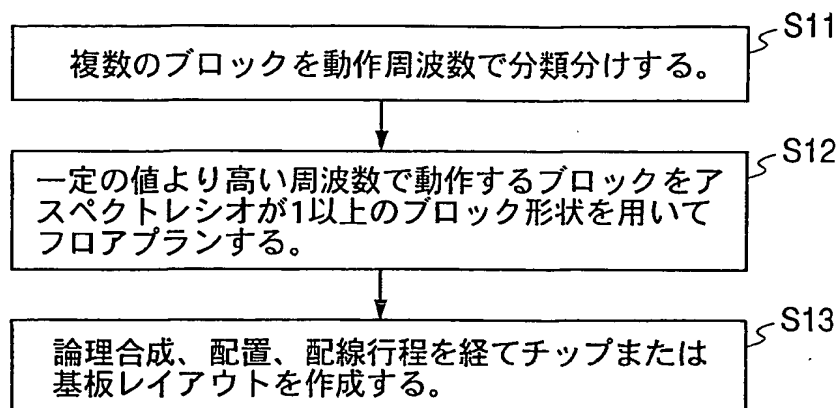 S11
複数のブロックを動作周波数で分類分けする。
S12
一定の値より高い周波数で動作するブロックをア
スペクトレシオが1以上のブロック形状を用いて
フロアプランする。
S13
論理合成、配置、配線行程を経てチップまたは
基板レイアウトを作成する。